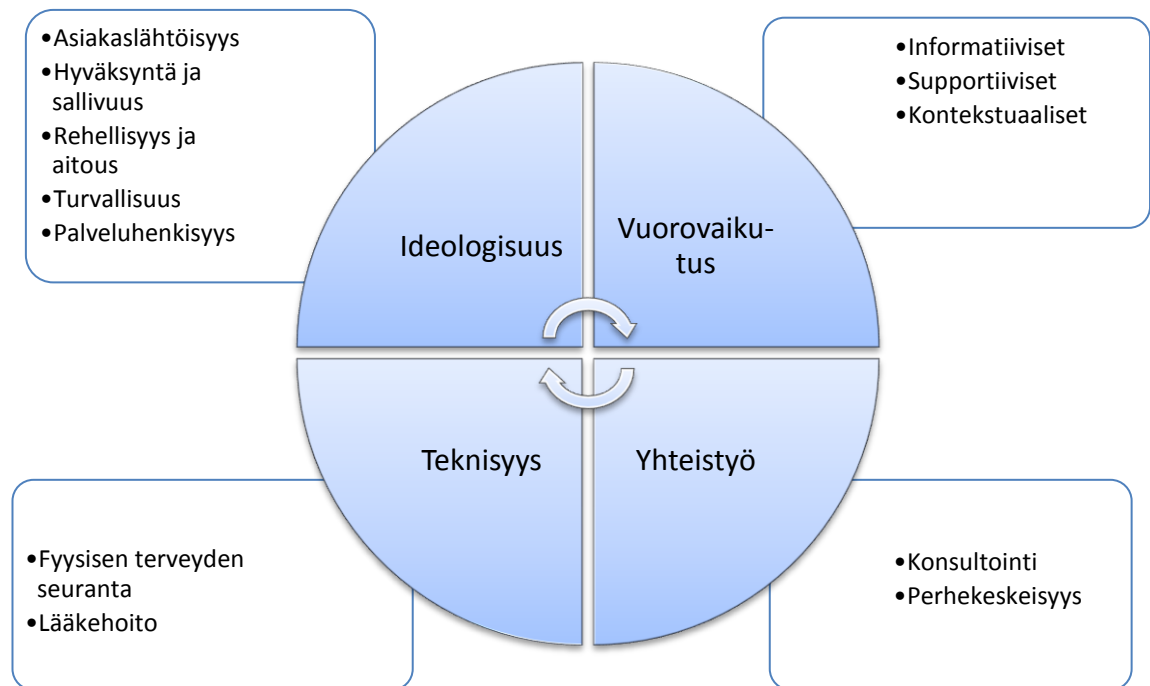 •Asiakaslähtöisyys
•Hyväksyntä ja
sallivuus
•Rehellisyys ja
aitous
•Turvallisuus
•Palveluhenkisyys
•Informatiiviset
•Supportiiviset
•Kontekstuaaliset
Ideologisuus
Vuorovaiku-
tus
Teknisyys
Yhteistyö
•Fyysisen terveyden
seuranta
•Lääkehoito
•Konsultointi
•Perhekeskeisyys